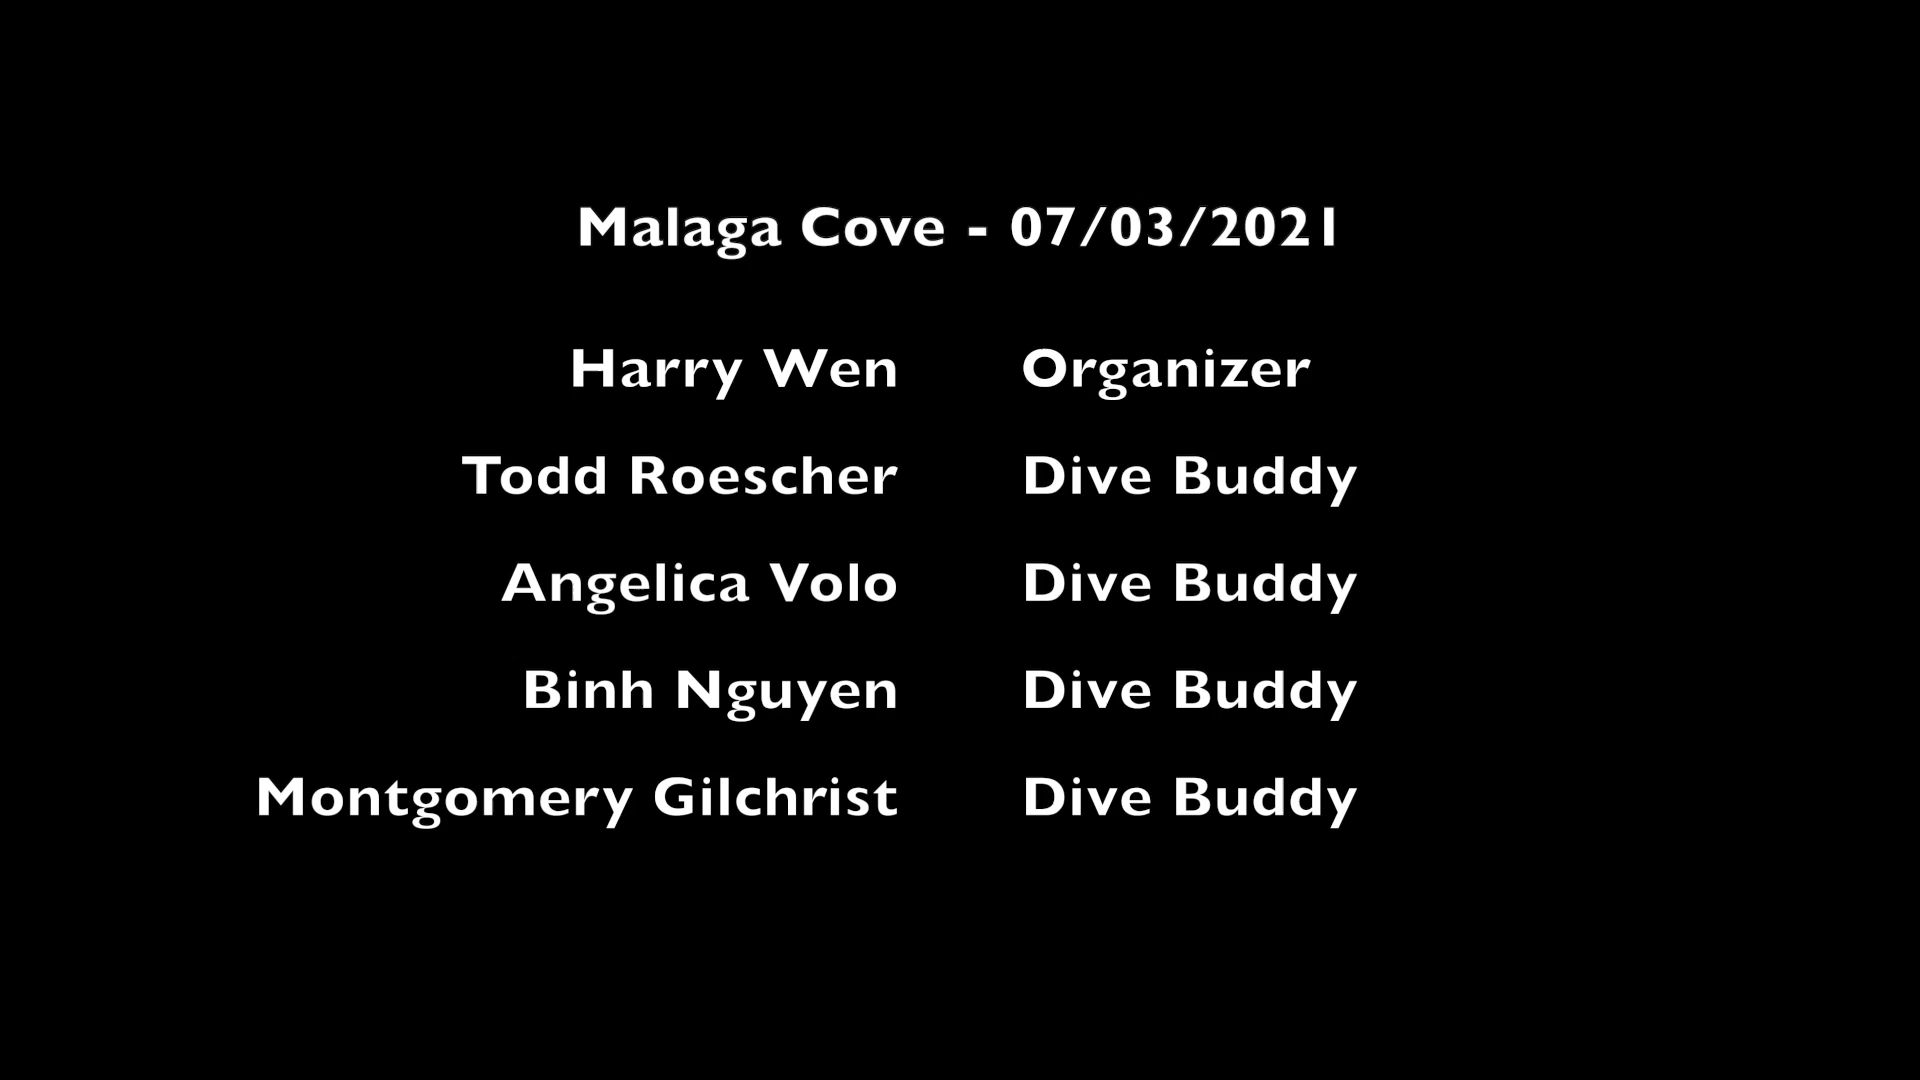 Malaga Cove - 07/03/2021
Harry Wen Organizer
Todd Roescher Dive Buddy
Angelica Volo Dive Buddy
Binh Nguyen Dive Buddy
Montgomery Gilchrist Dive Buddy